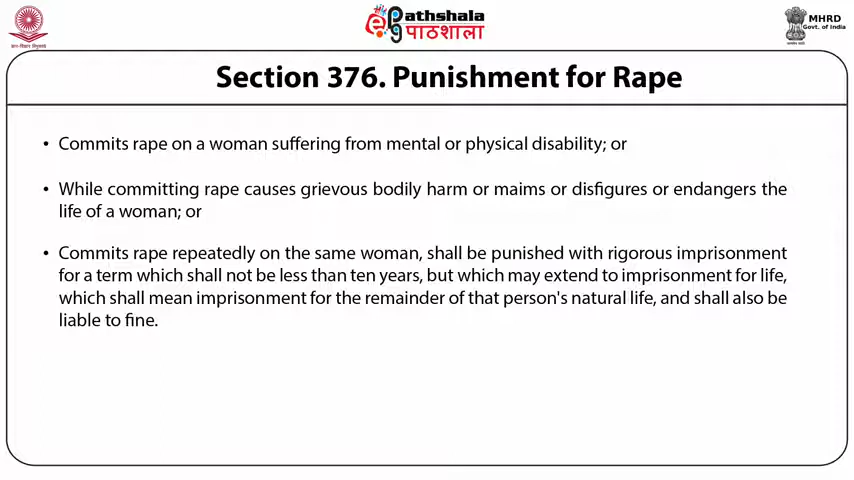 ePathshala
pg पाठशाला
MHRD
Govt. of India
Section 376. Punishment for Rape
• Commits rape on a woman suffering from mental or physical disability; or
• While committing rape causes grievous bodily harm or maims or disfigures or endangers the
life of a woman; or
• Commits rape repeatedly on the same woman, shall be punished with rigorous imprisonment
for a term which shall not be less than ten years, but which may extend to imprisonment for life,
which shall mean imprisonment for the remainder of that person's natural life, and shall also be
liable to fine.